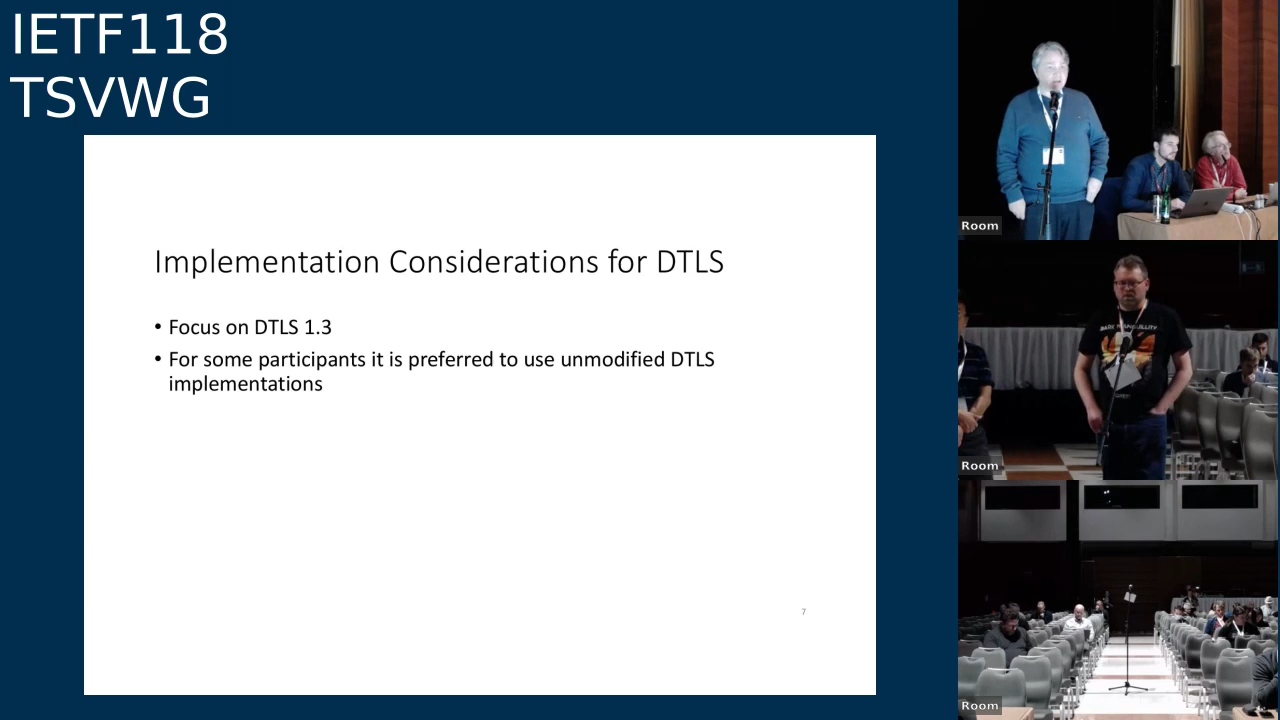 IETF118
TSVWG
Implementation Considerations for DTLS
• Focus on DTLS 1.3
• For some participants it is preferred to use unmodified DTLS
implementations
7
Room
Room
Room